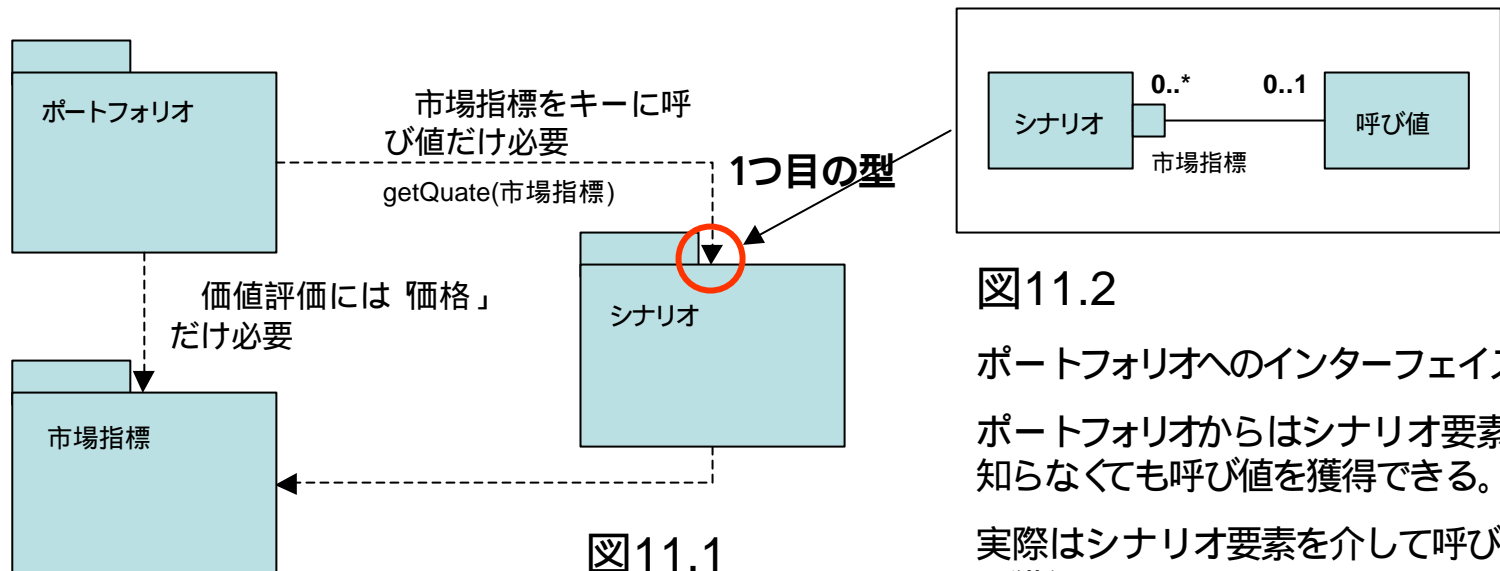 ポートフォリオ
市場指標をキーに呼
び値だけ必要
getQuate(市場指標)
1つ目の型
シナリオ
0..*
0..1
呼び値
市場指標
価値評価には『価格」
だけ必要
シナリオ
市場指標
図11.1
図11.2
ポートフォリオへのインターフェイ
ポートフォリオからはシナリオ要素
知らなくても呼び値を獲得できる。
実際はシナリオ要素を介して呼び